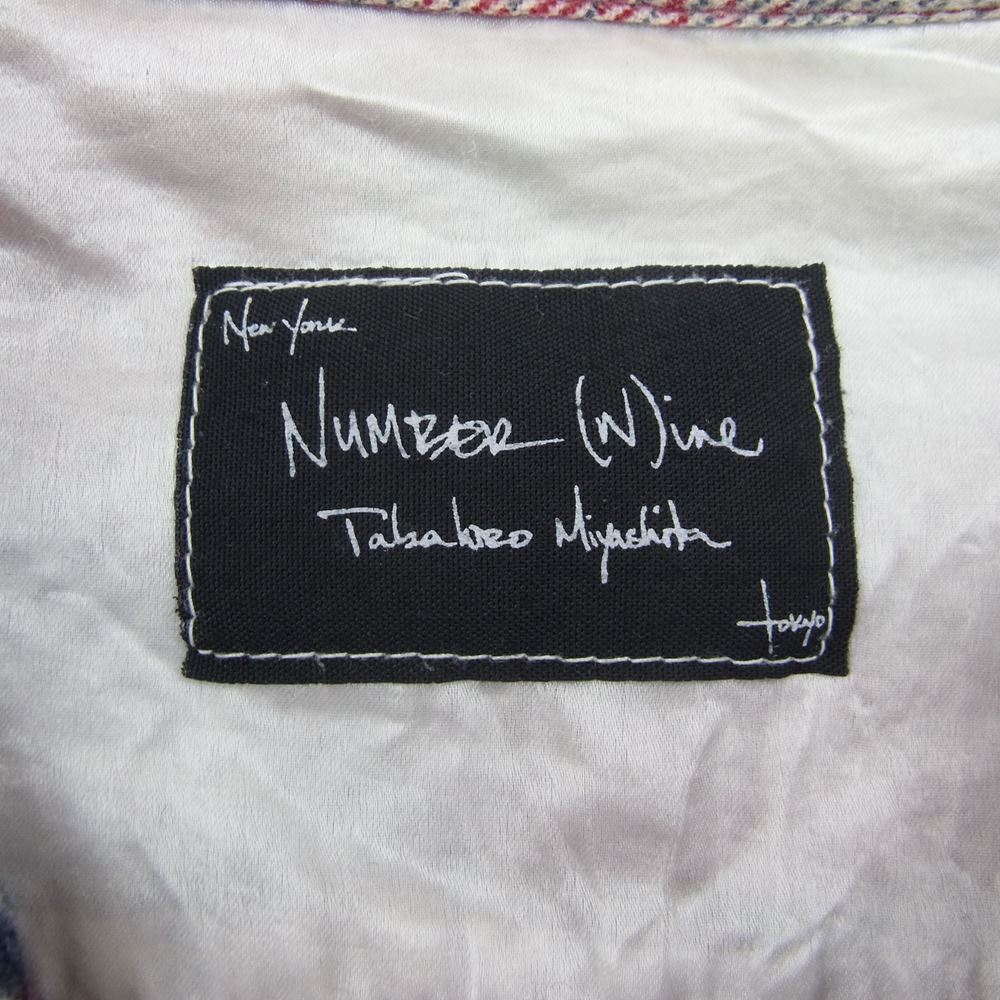 New York
NUMBER (N)ine
Takahiro Miyashita
tokyo